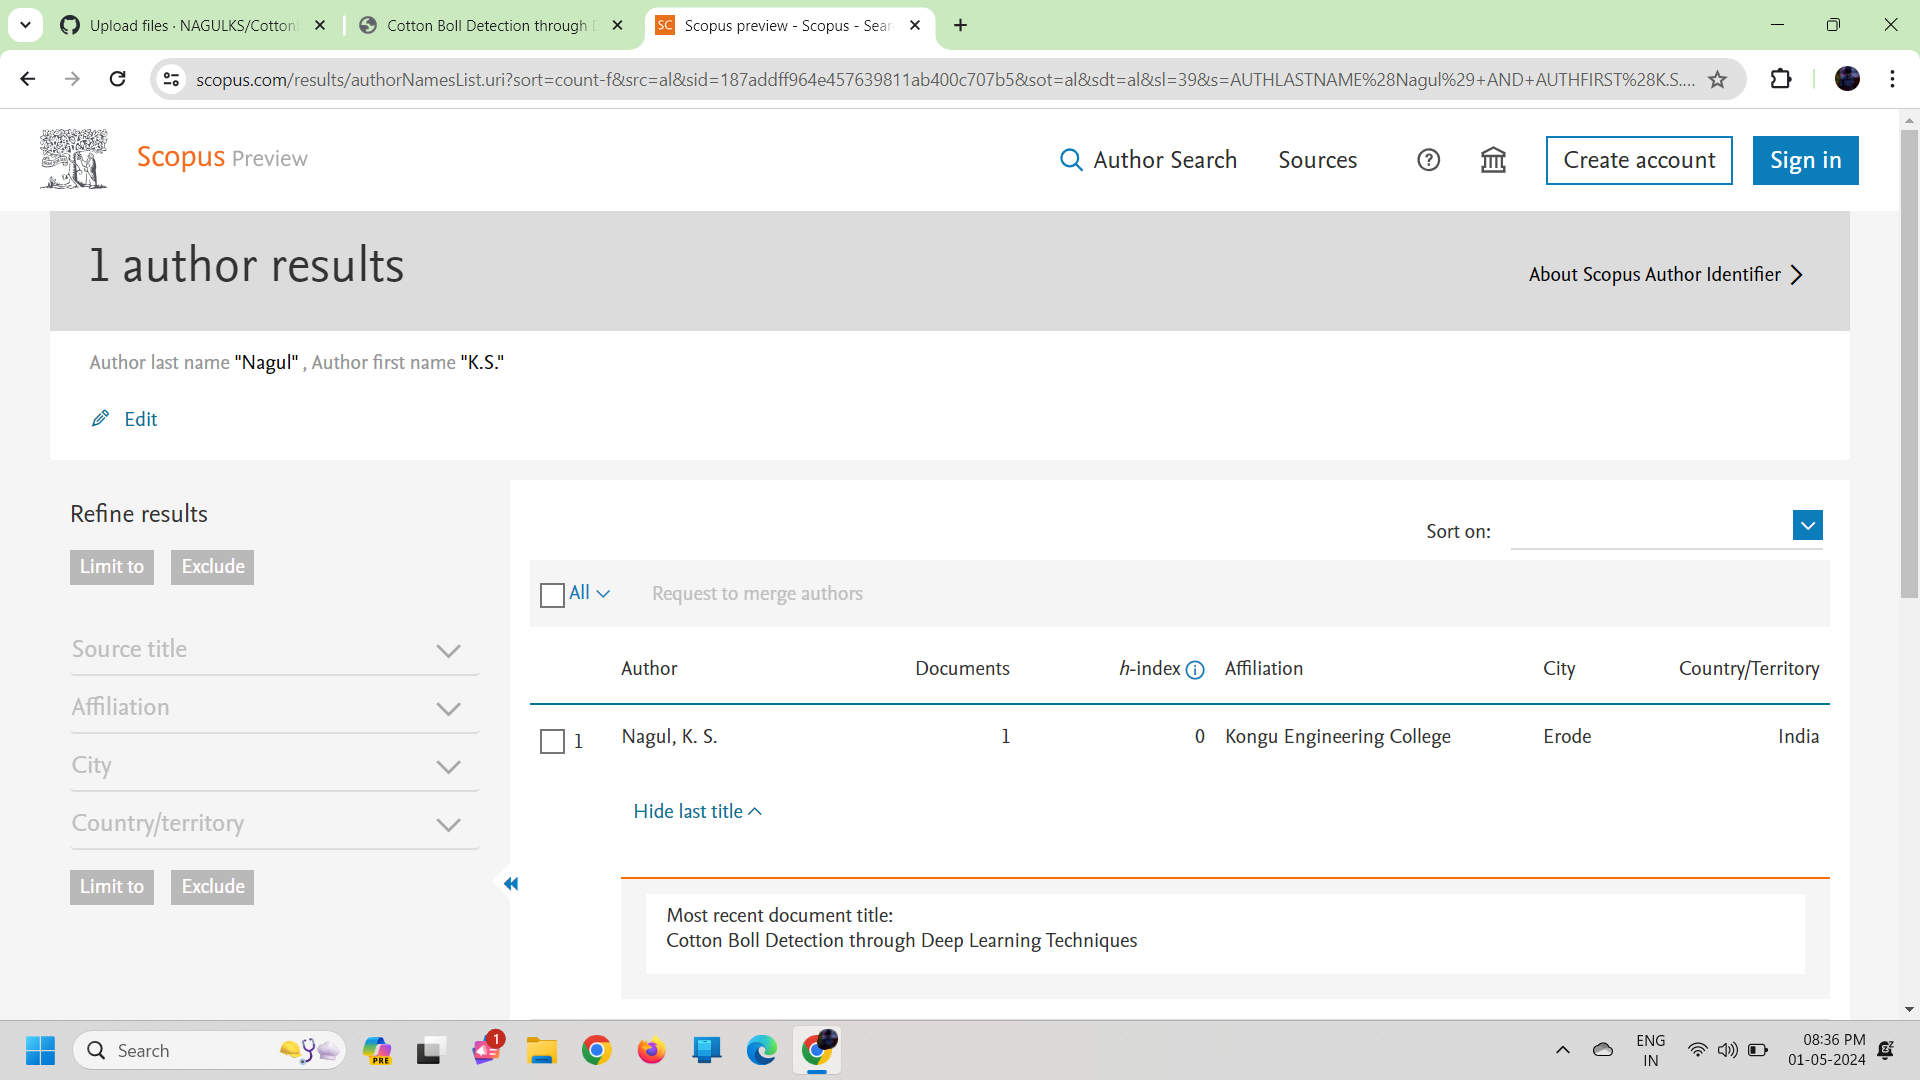 Upload files · NAGULKS/Cotton
Cotton Boll Detection through
Scopus preview - Scopus - Sear
scopus.com/results/authorNamesList.uri?sort=count-f&src=al&sid=187addff964e457639811ab400c707b5&sot=al&sdt=al&sl=39&s=AUTHLASTNAME%28Nagul%29+AND+AUTHFIRST%28K.S....
Scopus Preview
Author Search
Sources
Create account
Sign in
1 author results
About Scopus Author Identifier
Author last name "Nagul" , Author first name "K.S."
Edit
Refine results
Limit to Exclude
Source title
Affiliation
City
Country/territory
Limit to Exclude
Sort on:
All
Request to merge authors
Author Documents h-index Affiliation City Country/Territory
1 Nagul, K. S. 1 0 Kongu Engineering College Erode India
Hide last title
Most recent document title:
Cotton Boll Detection through Deep Learning Techniques
Search
PRE
1
ENG
IN
08:36 PM
01-05-2024